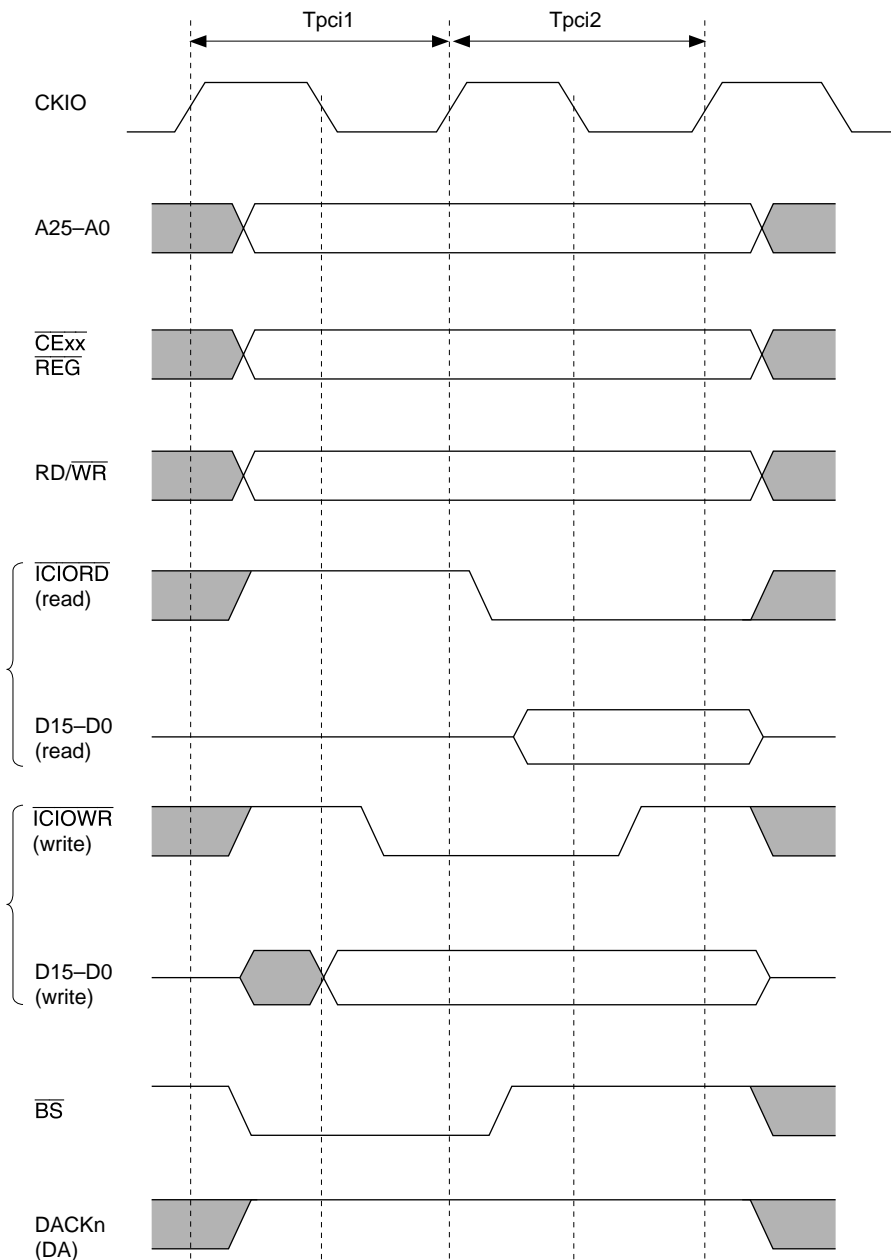 Tpci1 Tpci2
CKIO
A25–A0
CExx
REG
RD/WR
ICIORD
(read)
D15–D0
(read)
ICIOWR
(write)
D15–D0
(write)
BS
DACKn
(DA)